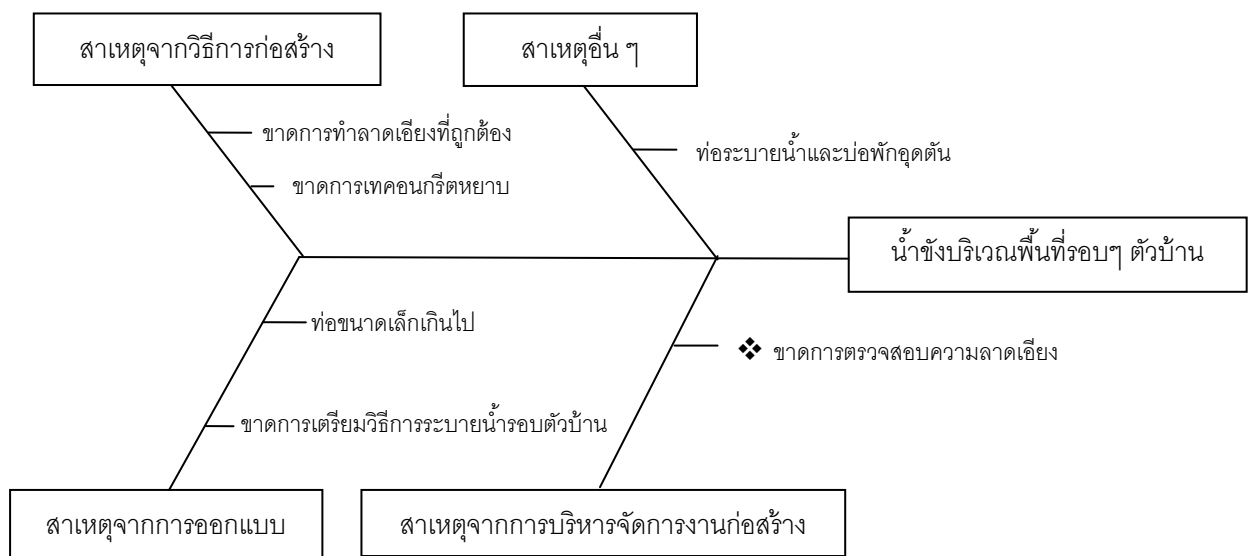 สาเหตุจากวิธีการก่อสร้าง
สาเหตุอื่น ๆ
ขาดการทำลาดเอียงที่ถูกต้อง
ท่อระบายน้ำและบ่อพักอุดตัน
ขาดการเทคอนกรีตหยาบ
น้ำขังบริเวณพื้นที่รอบๆ ตัวบ้าน
ท่อขนาดเล็กเกินไป
❖ ขาดการตรวจสอบความลาดเอียง
ขาดการเตรียมวิธีการระบายน้ำรอบตัวบ้าน
สาเหตุจากการออกแบบ
สาเหตุจากการบริหารจัดการงานก่อสร้าง